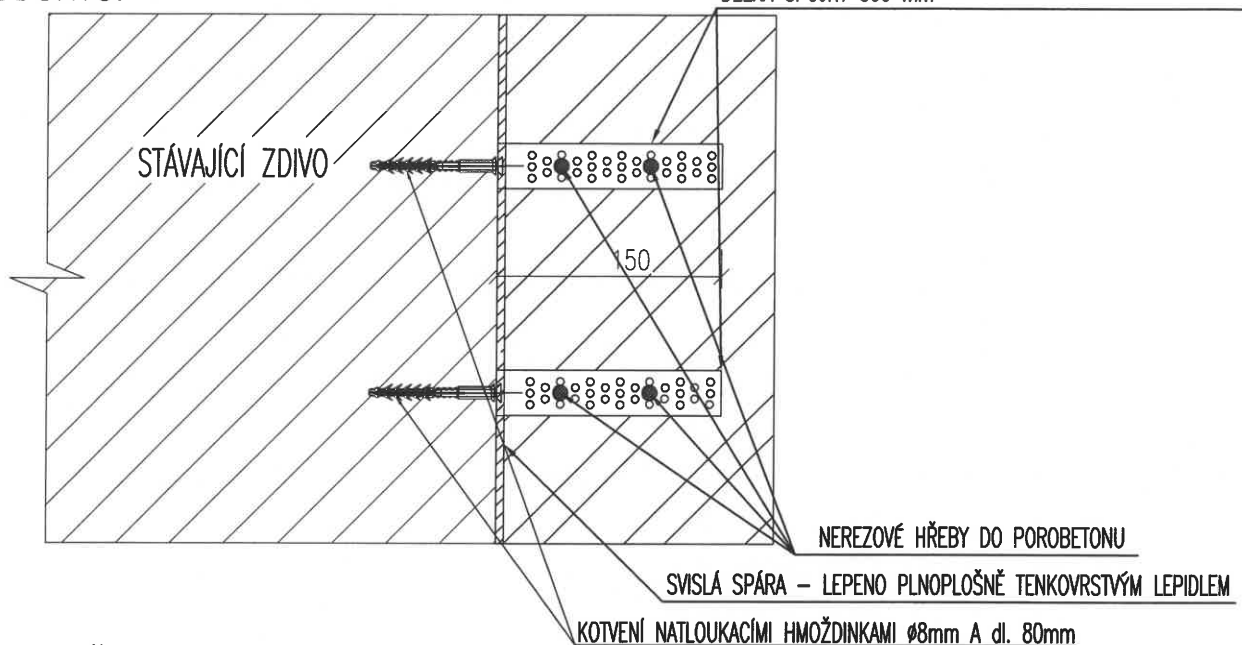 STÁVAJÍCÍ ZDIVO
150
NEREZOVÉ HŘEBY DO POROBETONU
SVISLÁ SPÁRA – LEPENO PLNOPLOŠNĚ TENKOVRSTVÝM LEPIDLEM
KOTVENÍ NATLOUKACÍMI HMOŽDINKAMI ø8mm A dl. 80mm